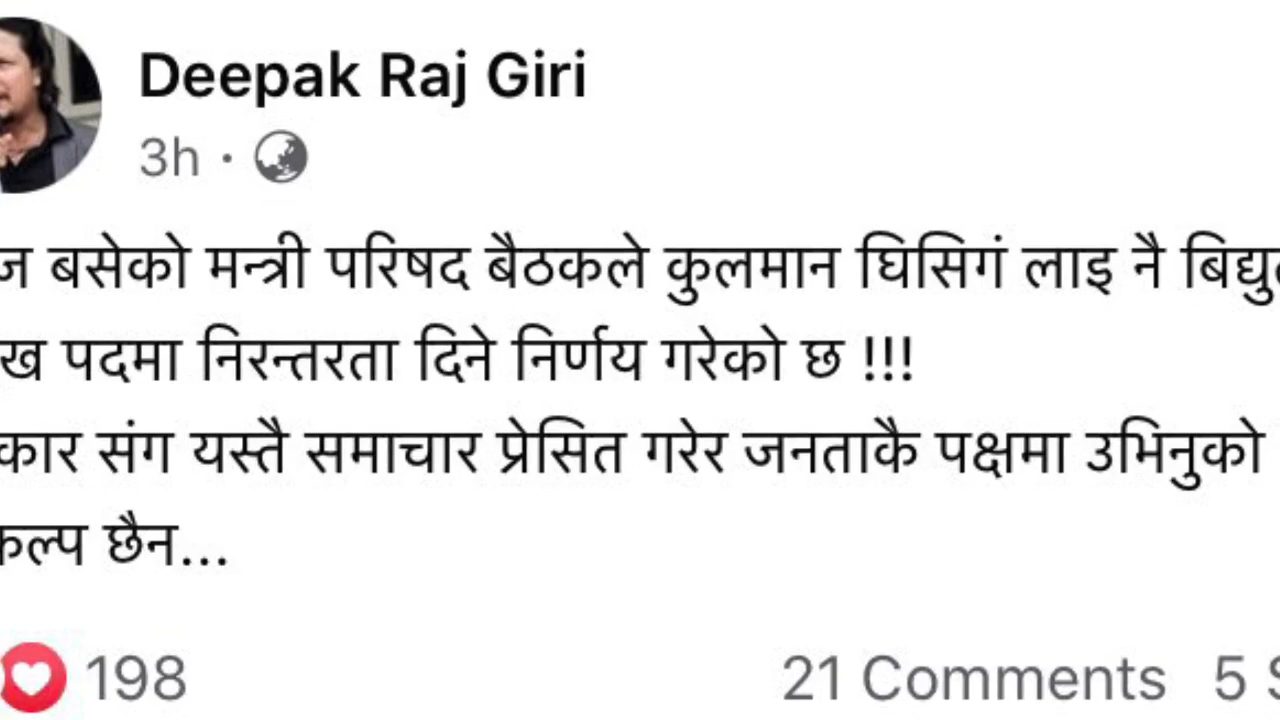 Deepak Raj Giri
3h ·
बसेको मन्त्री परिषद बैठकले कुलमान घिसिगं लाइ नै
पदमा निरन्तरता दिने निर्णय गरेको छ !!!
संग यस्तै समाचार प्रेसित गरेर जनताकै पक्षमा उभिनुको
छैन...
198
21 Comments 5